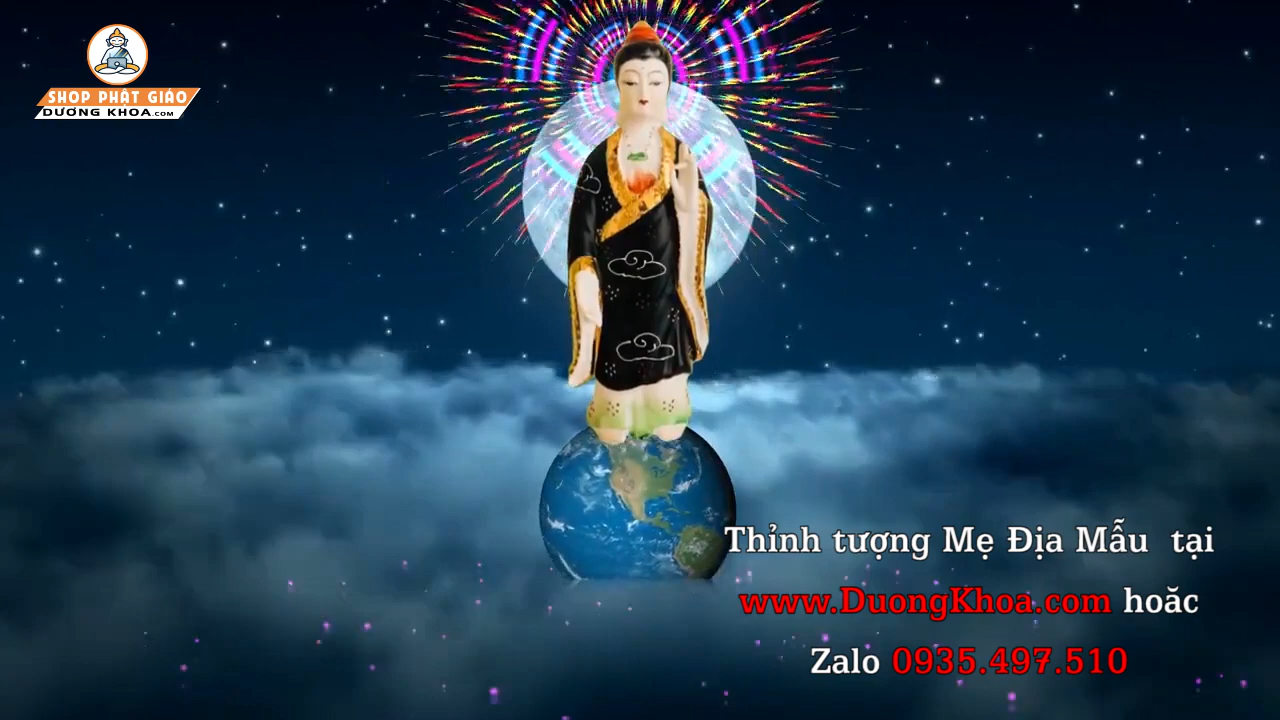 SHOP PHẬT GIÁO
DƯƠNG KHOA.com
Thỉnh tượng Mẹ Địa Mẫu tại
www.DuongKhoa.com hoăc
Zalo 0935.497.510